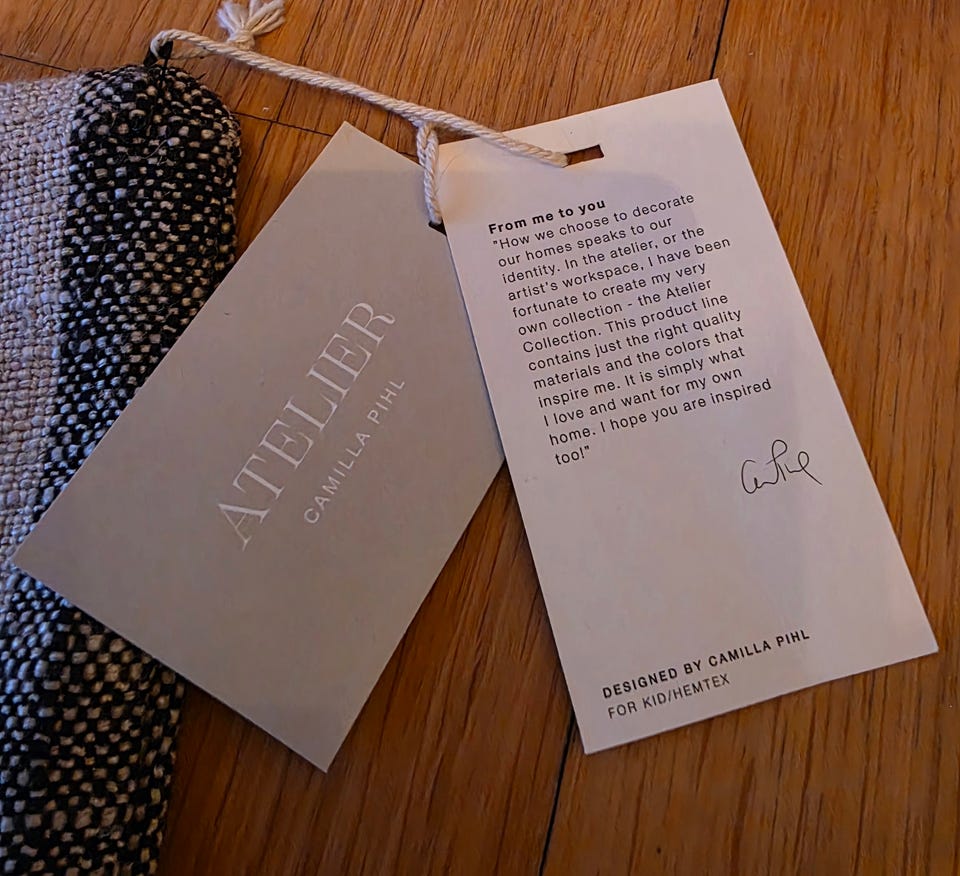 ATELIER
CAMILLA PIHL
From me to you
"How we choose to decorate
our homes speaks to our
identity. In the atelier, or the
artist's workspace, I have been
fortunate to create my very
own collection - the Atelier
Collection. This product line
contains just the right quality
materials and the colors that
inspire me. It is simply what
I love and want for my own
home. I hope you are inspired
too!"
DESIGNED BY CAMILLA PIHL
FOR KID/HEMTEX